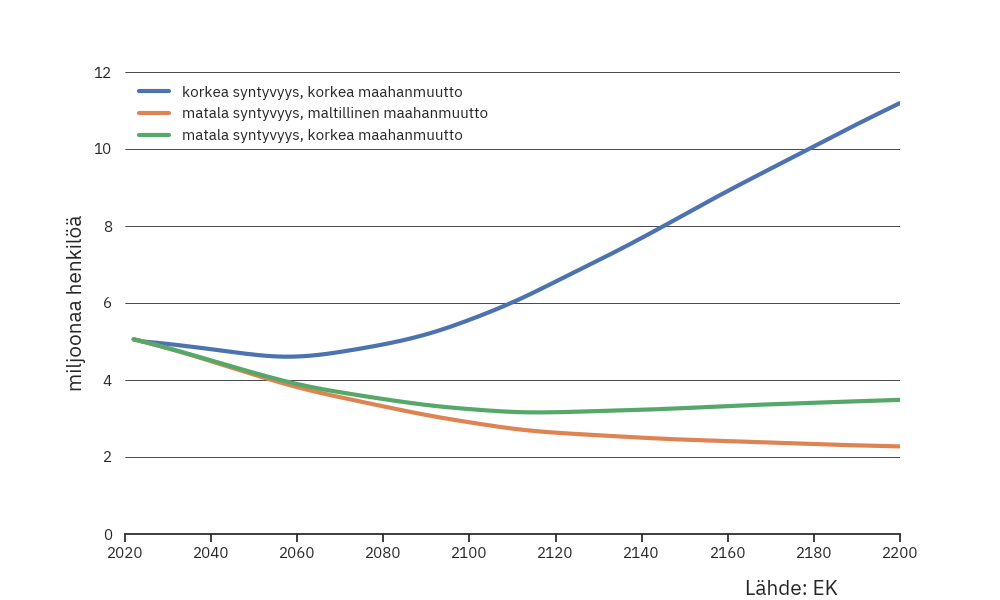 12
korkea syntyvyys, korkea maahanmuutto
matala syntyvyys, maltillinen maahanmuutto
matala syntyvyys, korkea maahanmuutto
10
8
miljoonaa henkilöä
6
4
2
0
2020 2040 2060 2080 2100 2120 2140 2160 2180 2200
Lähde: EK